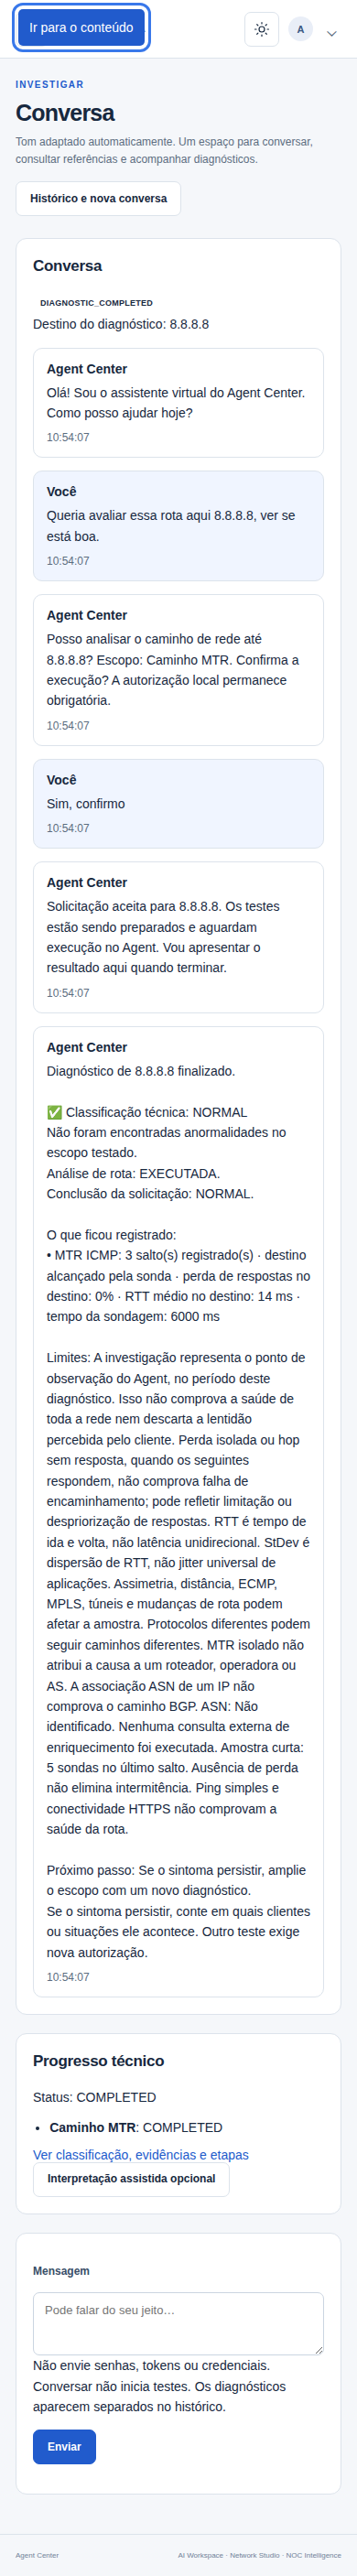 Ir para o conteúdo
A
INVESTIGAR
Conversa
Tom adaptado automaticamente. Um espaço para conversar,
consultar referências e acompanhar diagnósticos.
Histórico e nova conversa
Conversa
DIAGNOSTIC_COMPLETED
Destino do diagnóstico: 8.8.8.8
Agent Center
Olá! Sou o assistente virtual do Agent Center.
Como posso ajudar hoje?
10:54:07
Você
Queria avaliar essa rota aqui 8.8.8.8, ver se
está boa.
10:54:07
Agent Center
Posso analisar o caminho de rede até
8.8.8.8? Escopo: Caminho MTR. Confirma a
execução? A autorização local permanece
obrigatória.
10:54:07
Você
Sim, confirmo
10:54:07
Agent Center
Solicitação aceita para 8.8.8.8. Os testes
estão sendo preparados e aguardam
execução no Agent. Vou apresentar o
resultado aqui quando terminar.
10:54:07
Agent Center
Diagnóstico de 8.8.8.8 finalizado.
✅ Classificação técnica: NORMAL
Não foram encontradas anormalidades no
escopo testado.
Análise de rota: EXECUTADA.
Conclusão da solicitação: NORMAL.
O que ficou registrado:
• MTR ICMP: 3 salto(s) registrado(s) · destino
alcançado pela sonda · perda de respostas no
destino: 0% · RTT médio no destino: 14 ms ·
tempo da sondagem: 6000 ms
Limites: A investigação representa o ponto de
observação do Agent, no período deste
diagnóstico. Isso não comprova a saúde de
toda a rede nem descarta a lentidão
percebida pelo cliente. Perda isolada ou hop
sem resposta, quando os seguintes
respondem, não comprova falha de
encaminhamento; pode refletir limitação ou
despriorização de respostas. RTT é tempo de
ida e volta, não latência unidirecional. StDev é
dispersão de RTT, não jitter universal de
aplicações. Assimetria, distância, ECMP,
MPLS, túneis e mudanças de rota podem
afetar a amostra. Protocolos diferentes podem
seguir caminhos diferentes. MTR isolado não
atribui a causa a um roteador, operadora ou
AS. A associação ASN de um IP não
comprova o caminho BGP. ASN: Não
identificado. Nenhuma consulta externa de
enriquecimento foi executada. Amostra curta:
5 sondas no último salto. Ausência de perda
não elimina intermitência. Ping simples e
conectividade HTTPS não comprovam a
saúde da rota.
Próximo passo: Se o sintoma persistir, amplie
o escopo com um novo diagnóstico.
Se o sintoma persistir, conte em quais clientes
ou situações ele acontece. Outro teste exige
nova autorização.
10:54:07
Progresso técnico
Status: COMPLETED
• Caminho MTR: COMPLETED
Ver classificação, evidências e etapas
Interpretação assistida opcional
Mensagem
Pode falar do seu jeito…
Não envie senhas, tokens ou credenciais.
Conversar não inicia testes. Os diagnósticos
aparecem separados no histórico.
Enviar
Agent Center
AI Workspace · Network Studio · NOC Intelligence